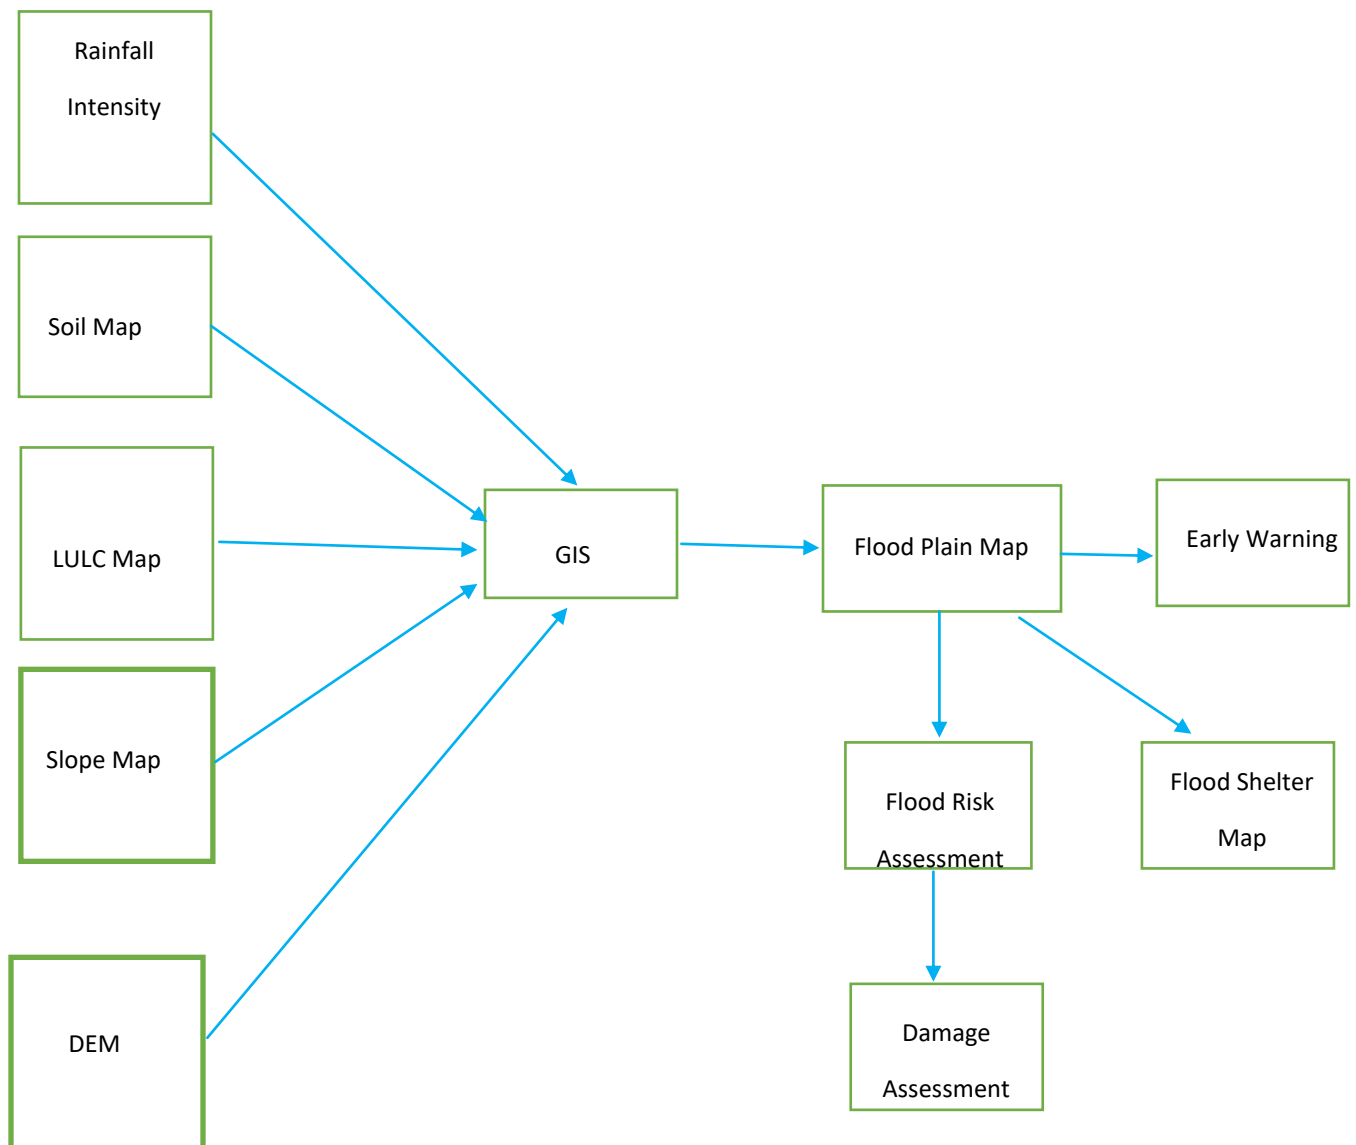 Rainfall
Intensity
Soil Map
LULC Map
Slope Map
DEM
GIS
Flood Plain Map
Early Warning
Flood Risk
Assessment
Flood Shelter
Map
Damage
Assessment